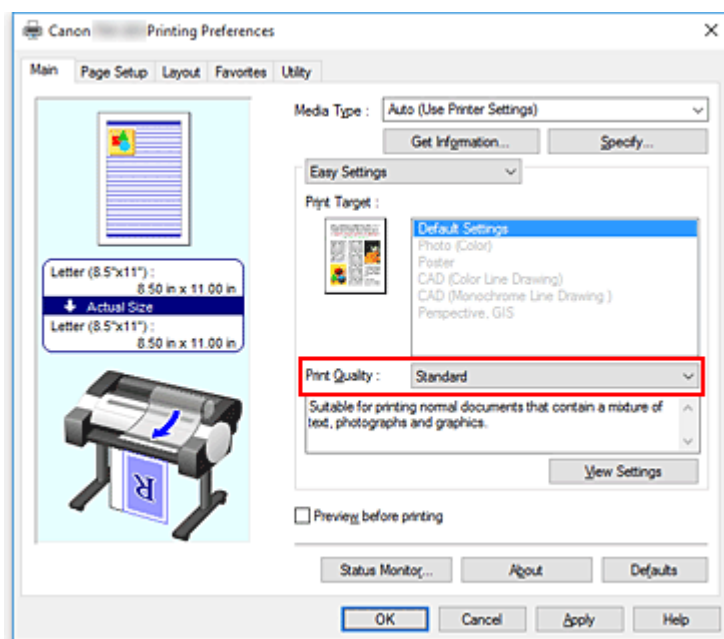 Canon Printing Preferences
Main Page Setup Layout Favorites Utility
Media Type : Auto (Use Printer Settings)
Get Information... Specify...
Easy Settings
Print Target :
Default Settings
Photo (Color)
Poster
CAD (Color Line Drawing)
CAD (Monochrome Line Drawing )
Perspective, GIS
Letter (8.5"x11") :
8.50 in x 11.00 in
Actual Size
Letter (8.5"x11") :
8.50 in x 11.00 in
R
Print Quality : Standard
Suitable for printing normal documents that contain a mixture of
text, photographs and graphics.
View Settings
Preview before printing
Status Monitor... About Defaults
OK Cancel Apply Help